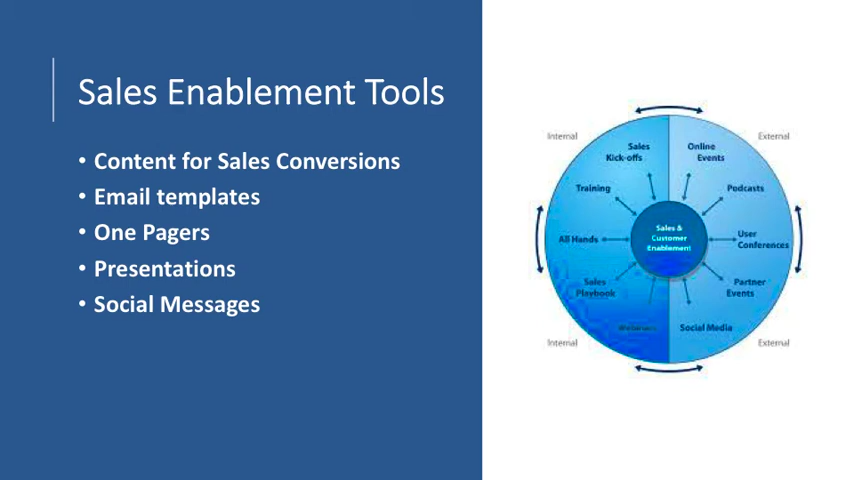 Sales Enablement Tools
• Content for Sales Conversions
• Email templates
• One Pagers
• Presentations
• Social Messages
Internal
External
Sales
Kick-offs
Online
Events
Training
Podcasts
All Hands
Sales &
Customer
Enablement
User
Conferences
Sales
Playbook
Partner
Events
Webinars
Social Media
Internal
External